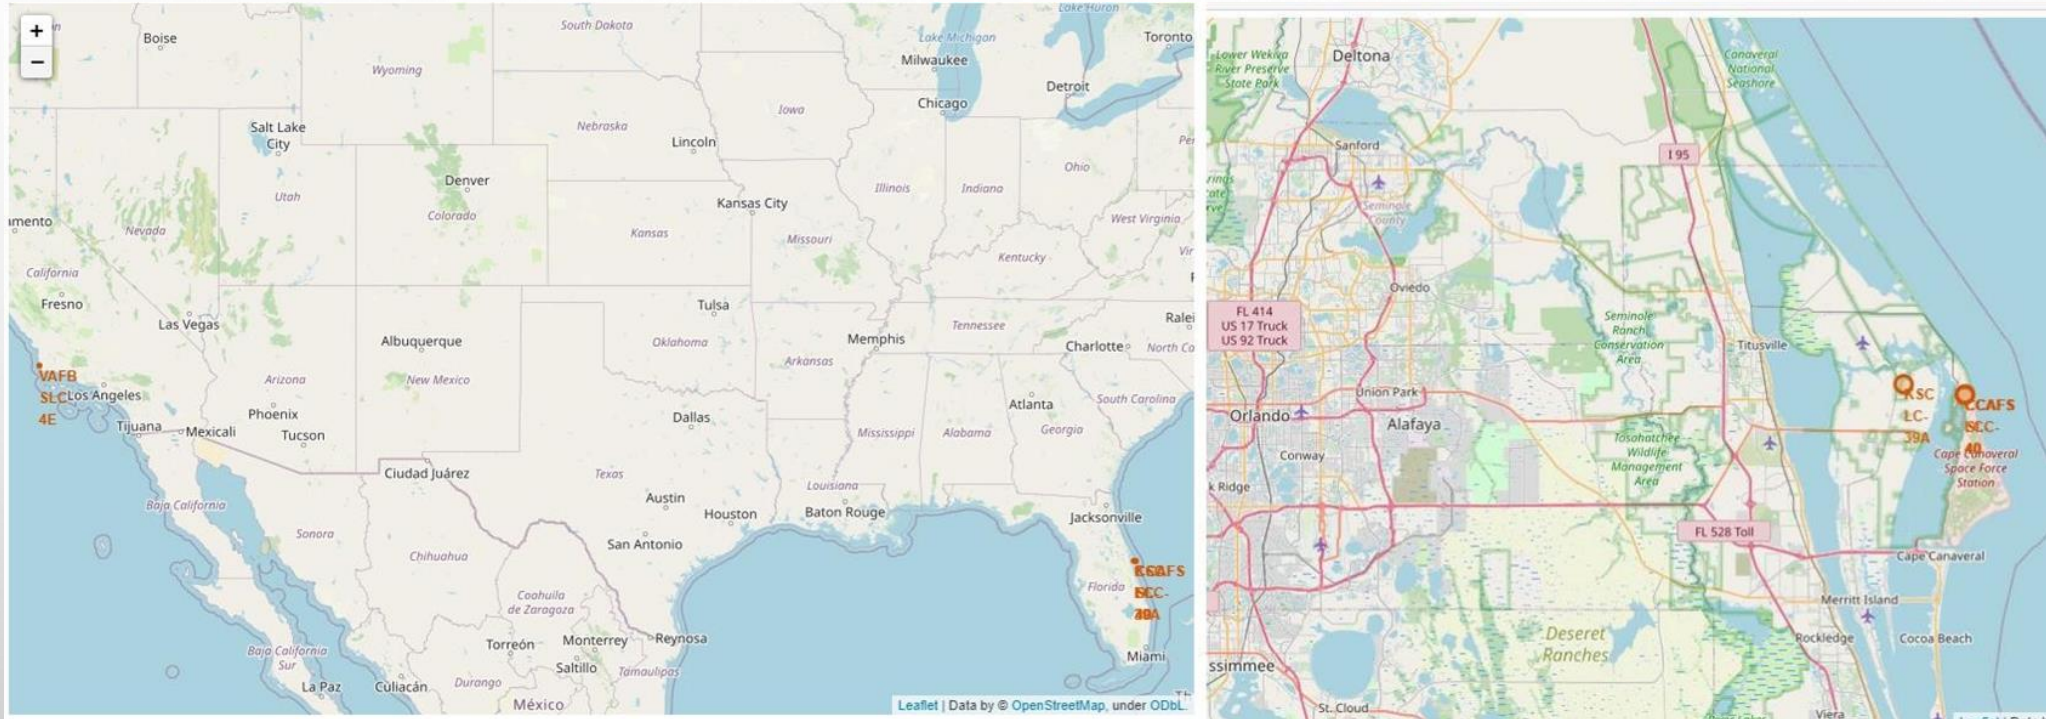 +
−
Boise
South Dakota
Lake Huron
Toronto
Wyoming
Lake Michigan
Milwaukee
Detroit
Chicago
Iowa
Nebraska
Salt Lake
City
Lincoln
Ohio
Denver
Utah
Illinois
Indiana
Colorado
Kansas City
West Virginia
Nevada
Kansas
Missouri
Kentucky
California
Fresno
Las Vegas
Tulsa
Albuquerque
Oklahoma
Memphis
Tennessee
Charlotte
Arkansas
VAFB
SLC
4E
Los Angeles
Arizona
New Mexico
South Carolina
Phoenix
Atlanta
Dallas
Tijuana
Mexicali
Tucson
Mississippi
Alabama
Georgia
Ciudad Juárez
Texas
Louisiana
Baja California
Austin
Houston
Baton Rouge
Jacksonville
Sonora
San Antonio
Chihuahua
Florida
Coahuila
de Zaragoza
Torreón
Monterrey
Reynosa
Miami
Baja California
Sur
Saltillo
Tamaulipas
La Paz
Culiacán
Durango
México
Leaflet | Data by © OpenStreetMap, under ODbL.
Lower Wekiva
River Preserve
State Park
Deltona
Canaveral
National
Seashore
Sanford
I 95
Seminole
County
Oviedo
FL 414
US 17 Truck
US 92 Truck
Seminole
Ranch
Conservation
Area
Titusville
Union Park
KSC
LC-
39A
CCAFS
Orlando
Alafaya
Conway
Tosohatchee
Wildlife
Management
Area
Cape Canaveral
Space Force
Station
k Ridge
FL 528 Toll
Cape Canaveral
Merritt Island
Deseret
Ranches
Rockledge
Cocoa Beach
ssimmee
St. Cloud
Viera